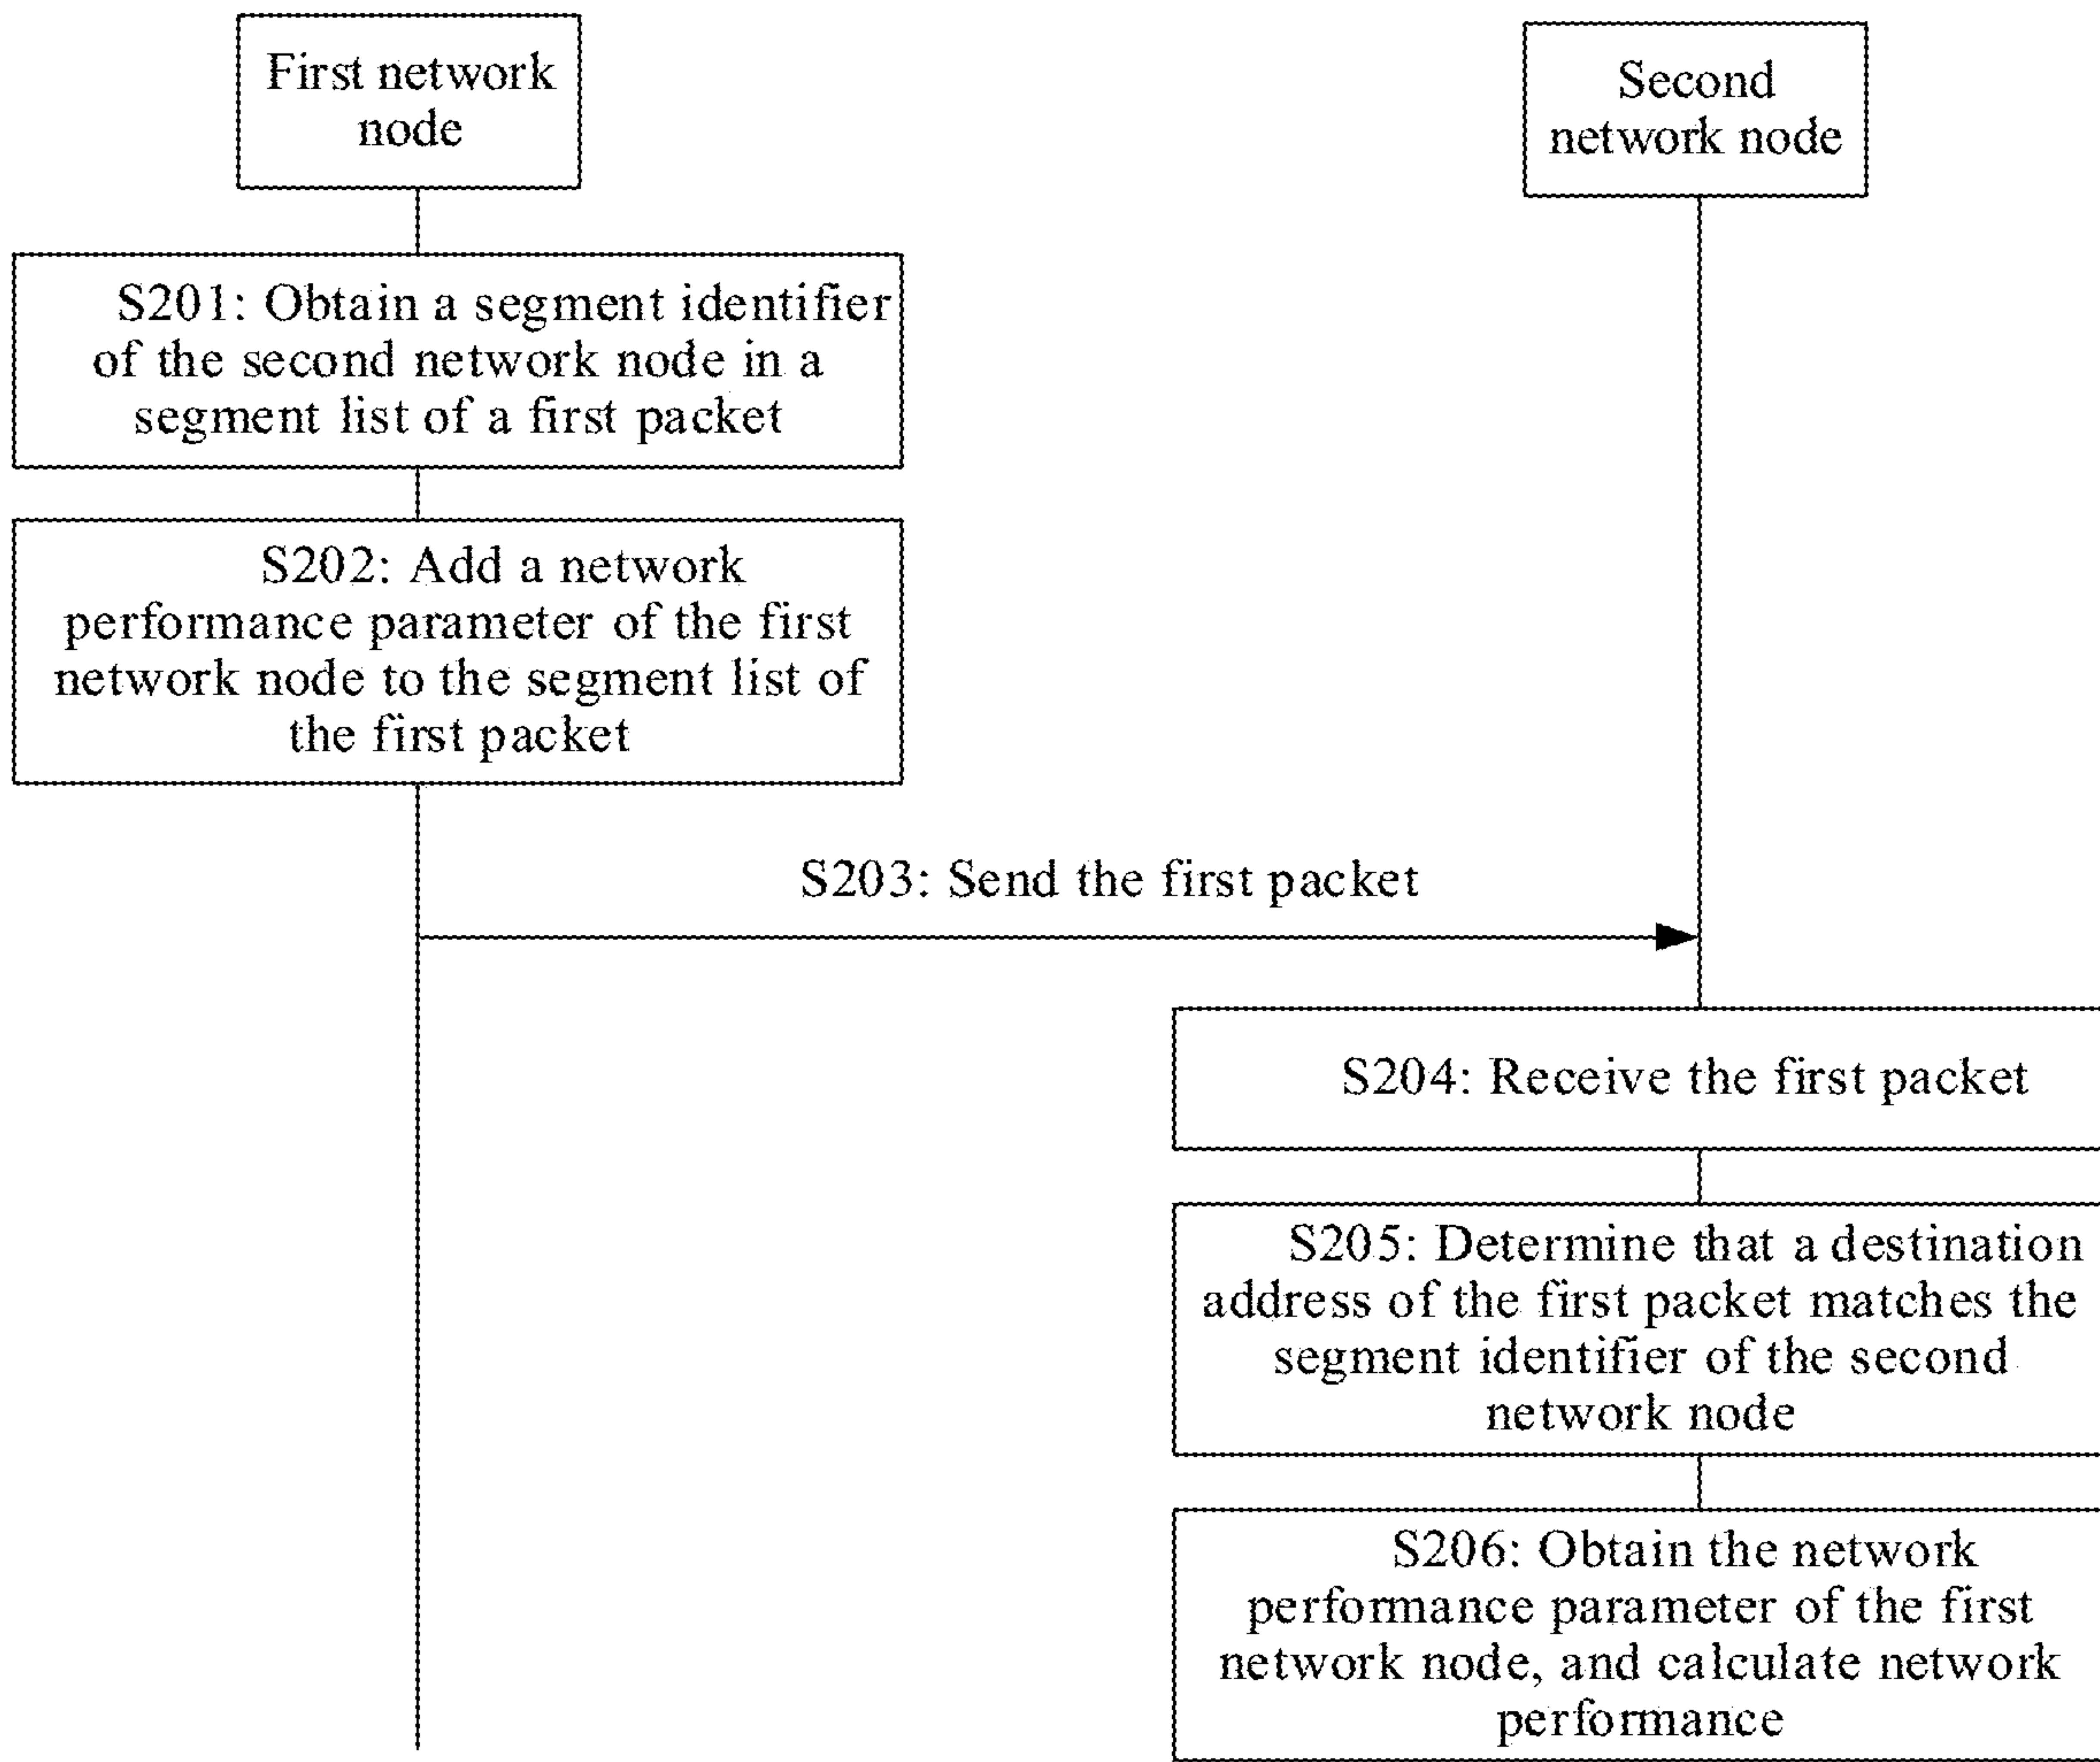 First network
node
Second
network node
S201: Obtain a segment identifier
of the second network node in a
segment list of a first packet
S202: Add a network
performance parameter of the first
network node to the segment list of
the first packet
S203: Send the first packet
S204: Receive the first packet
S205: Determine that a destination
address of the first packet matches the
segment identifier of the second
network node
S206: Obtain the network
performance parameter of the first
network node, and calculate network
performance